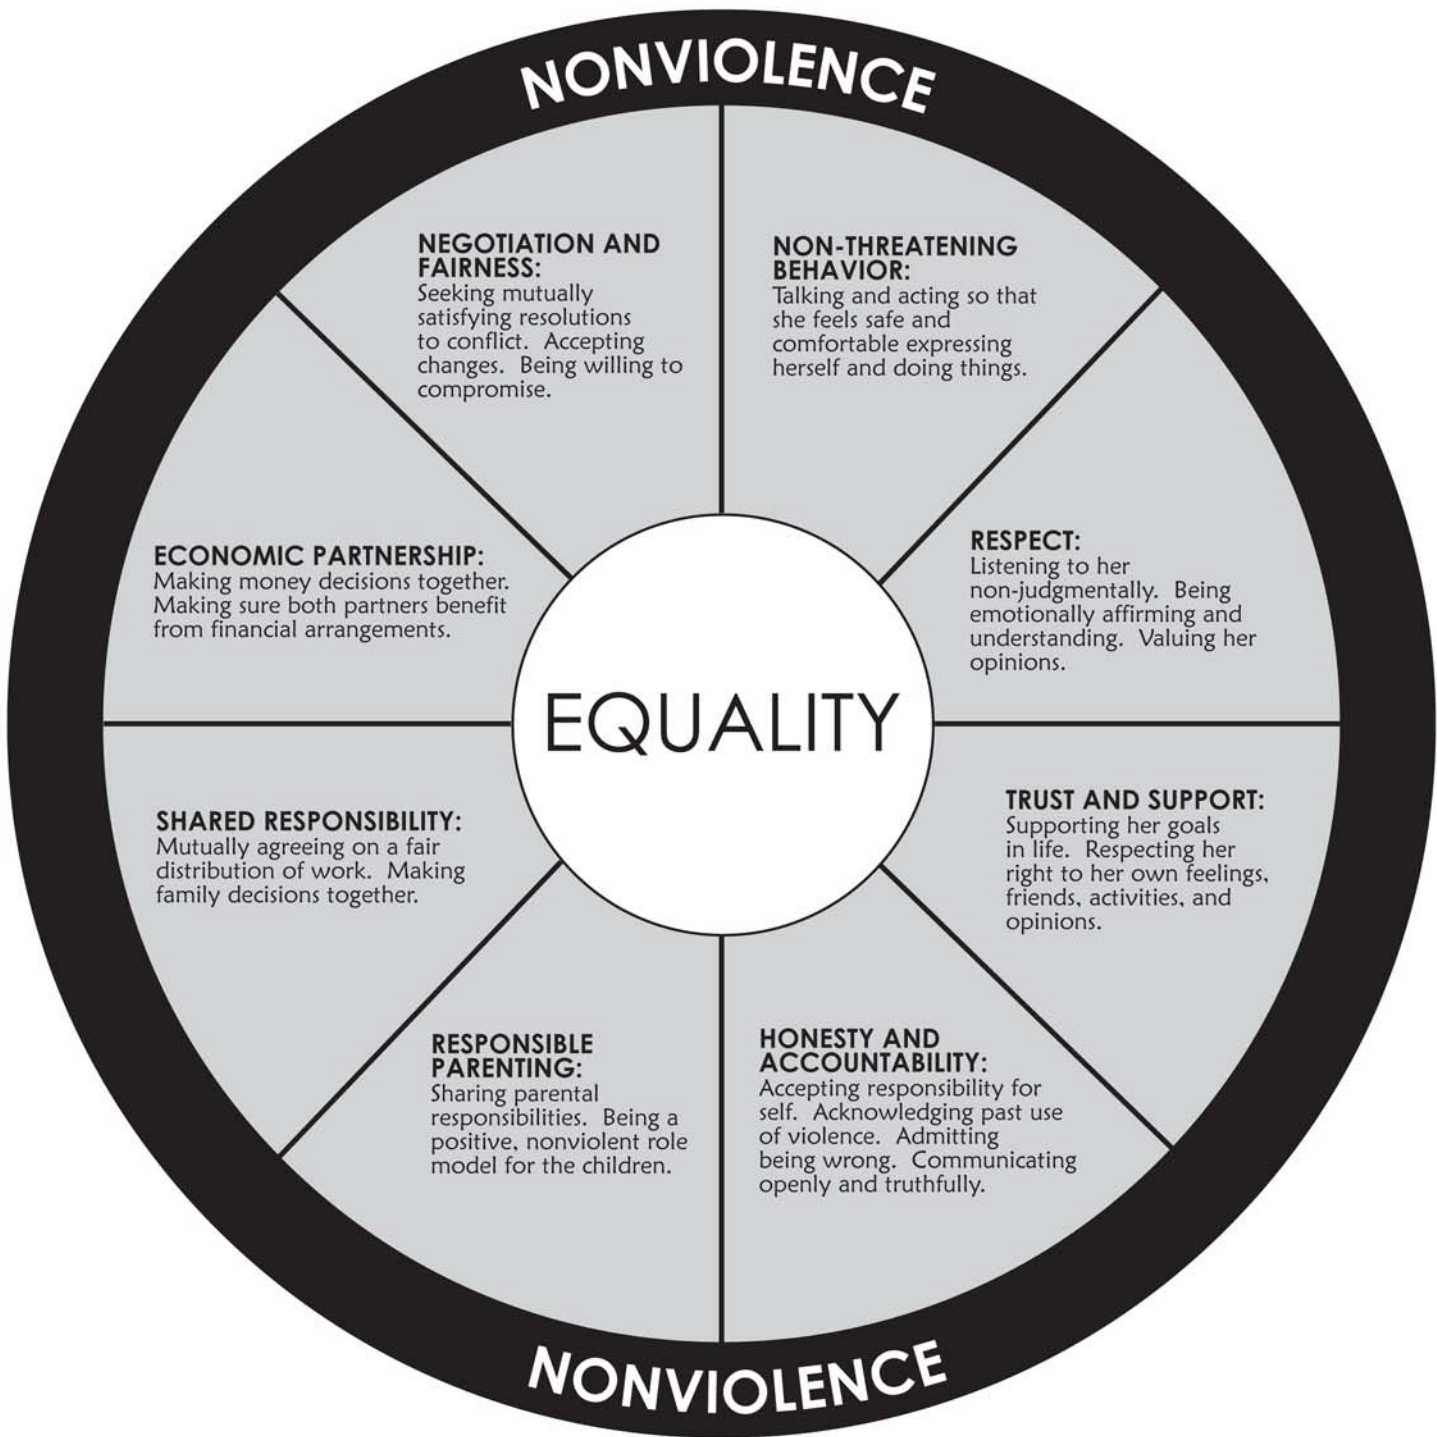 NONVIOLENCE
NEGOTIATION AND
FAIRNESS:
Seeking mutually
satisfying resolutions
to conflict.  Accepting
changes.  Being willing to
compromise.
NON-THREATENING
BEHAVIOR:
Talking and acting so that
she feels safe and
comfortable expressing
herself and doing things.
ECONOMIC PARTNERSHIP:
Making money decisions together.
Making sure both partners benefit
from financial arrangements.
RESPECT:
Listening to her
non-judgmentally.  Being
emotionally affirming and
understanding.  Valuing her
opinions.
EQUALITY
SHARED RESPONSIBILITY:
Mutually agreeing on a fair
distribution of work.  Making
family decisions together.
TRUST AND SUPPORT:
Supporting her goals
in life.  Respecting her
right to her own feelings,
friends, activities, and
opinions.
RESPONSIBLE
PARENTING:
Sharing parental
responsibilities.  Being a
positive, nonviolent role
model for the children.
HONESTY AND
ACCOUNTABILITY:
Accepting responsibility for
self.  Acknowledging past use
of violence.  Admitting
being wrong.  Communicating
openly and truthfully.
NONVIOLENCE